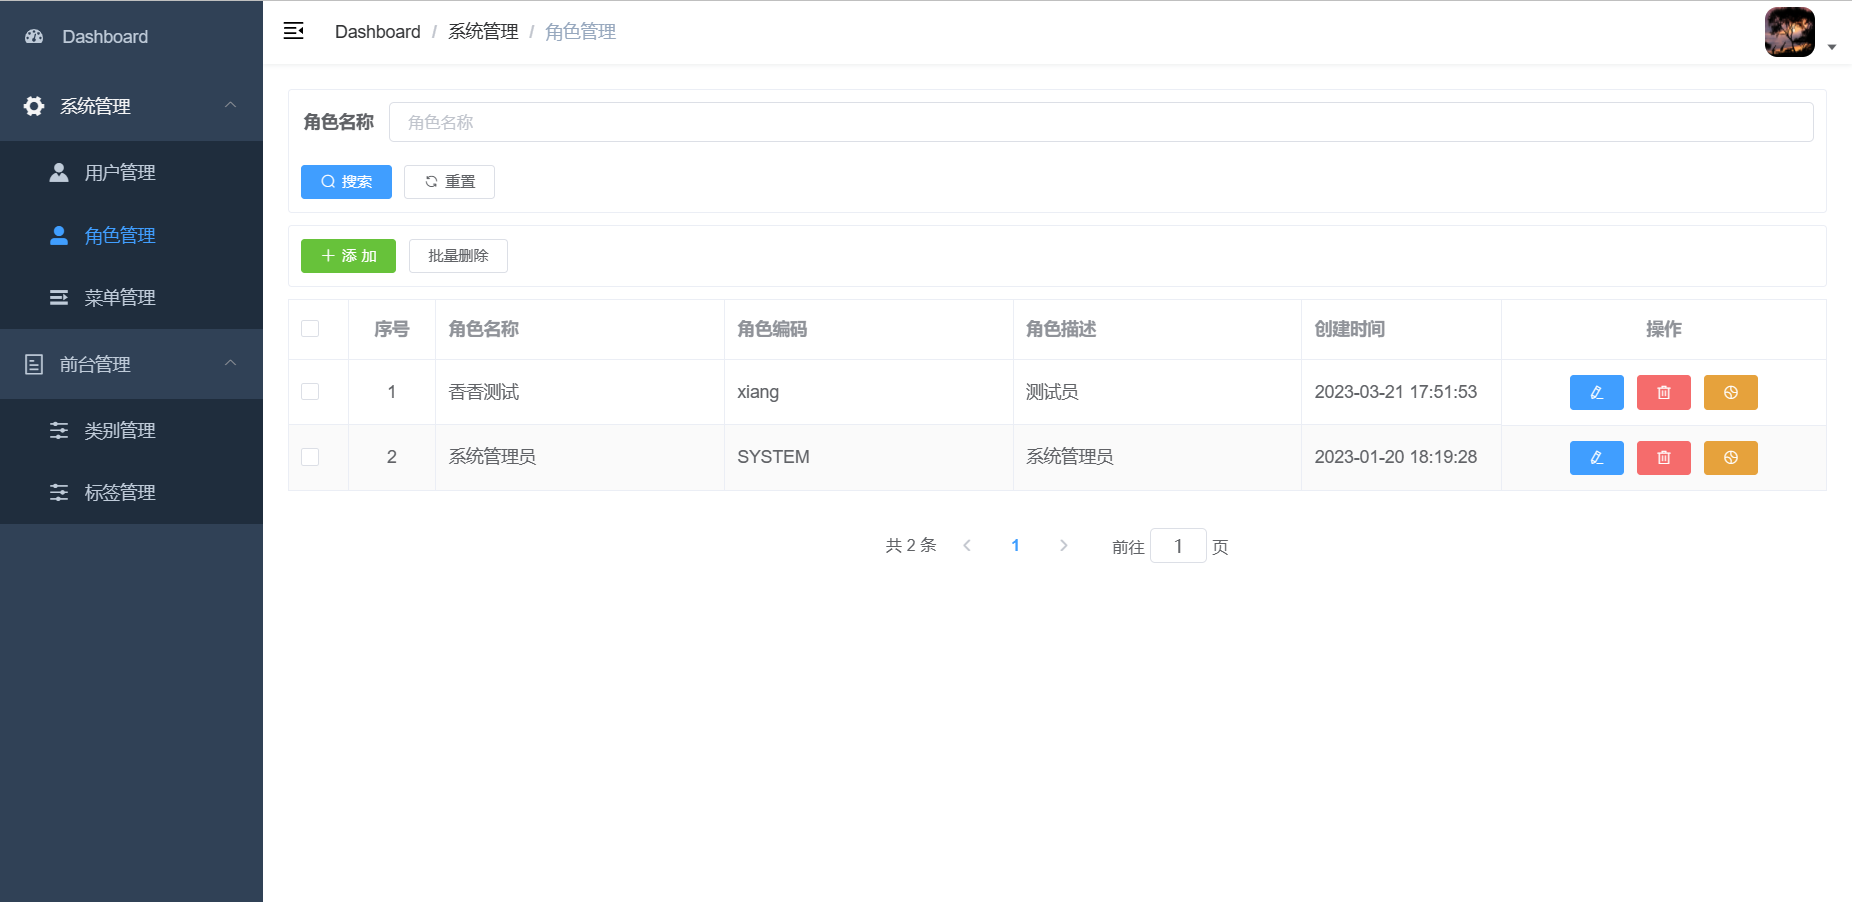 Dashboard
系统管理
用户管理
角色管理
菜单管理
前台管理
类别管理
标签管理
Dashboard / 系统管理 / 角色管理
角色名称 角色名称
搜索 重置
添 加 批量删除
序号 角色名称 角色编码 角色描述 创建时间 操作
1 香香测试 xiang 测试员 2023-03-21 17:51:53
2 系统管理员 SYSTEM 系统管理员 2023-01-20 18:19:28
共 2 条 1 前往 1 页